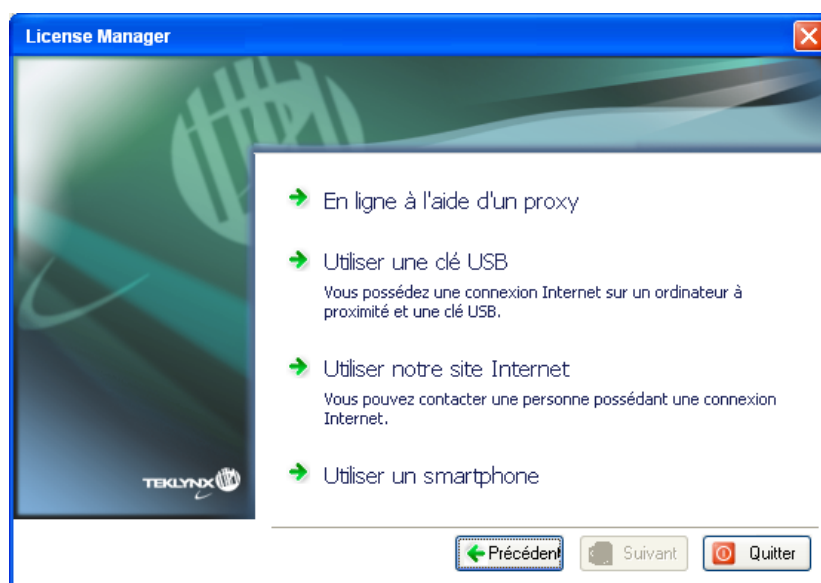 License Manager
En ligne à l'aide d'un proxy
Utiliser une clé USB
Vous possédez une connexion Internet sur un ordinateur à
proximité et une clé USB.
Utiliser notre site Internet
Vous pouvez contacter une personne possédant une connexion
Internet.
Utiliser un smartphone
TEKLYNX
Précédent
Suivant
Quitter